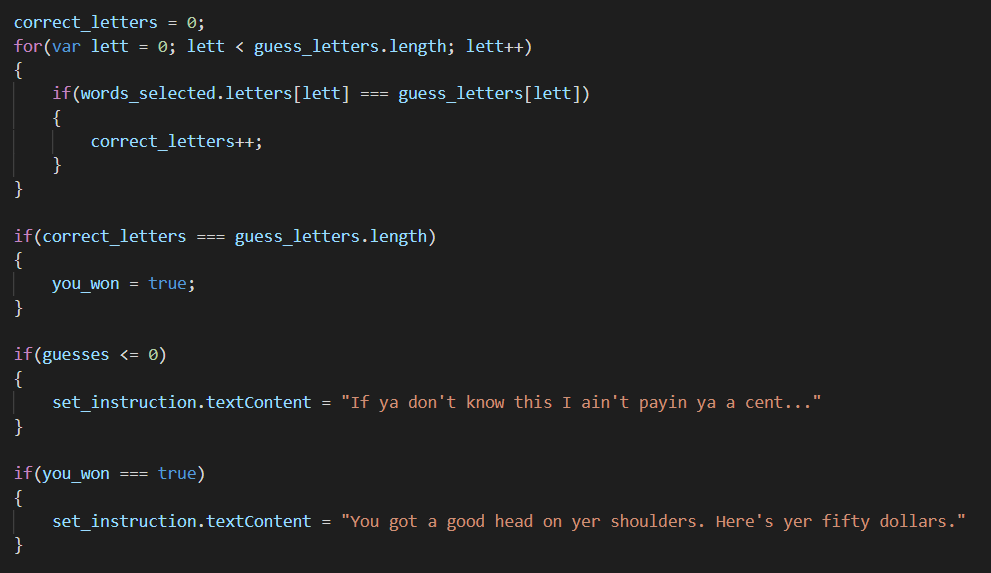 correct_letters = 0;
for(var lett = 0; lett < guess_letters.length; lett++)
{
    if(words_selected.letters[lett] === guess_letters[lett])
    {
        correct_letters++;
    }
}

if(correct_letters === guess_letters.length)
{
    you_won = true;
}

if(guesses <= 0)
{
    set_instruction.textContent = "If ya don't know this I ain't payin ya a cent..."
}

if(you_won === true)
{
    set_instruction.textContent = "You got a good head on yer shoulders. Here's yer fifty dollars."
}